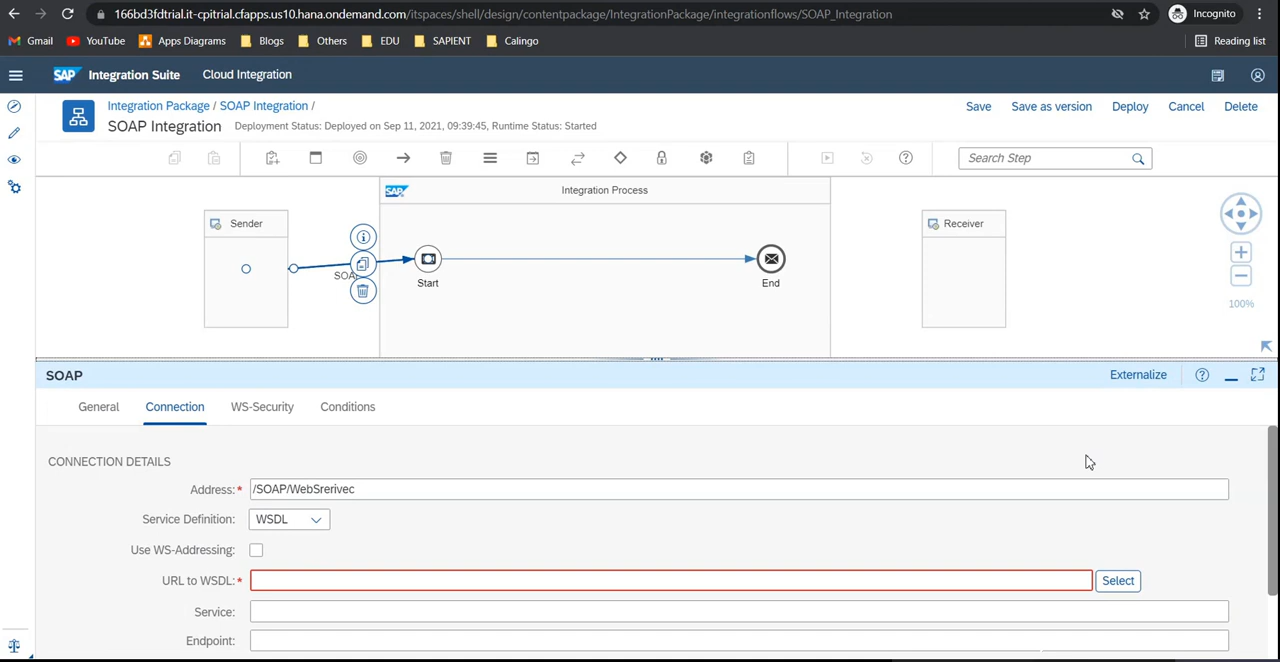 166bd3fdtrial.it-cpitrial.cfapps.us10.hana.ondemand.com/itspaces/shell/design/contentpackage/IntegrationPackage/integrationflows/SOAP_Integration
Incognito
Gmail YouTube Apps Diagrams Blogs Others EDU SAPIENT Calingo Reading list
SAP Integration Suite Cloud Integration
Integration Package / SOAP Integration /
Save Save as version Deploy Cancel Delete
SOAP Integration Deployment Status: Deployed on Sep 11, 2021, 09:39:45, Runtime Status: Started
Search Step
SAP Integration Process
Sender
Receiver
SOAP
Start
End
100%
SOAP
Externalize
General Connection WS-Security Conditions
CONNECTION DETAILS
Address:* /SOAP/WebSrerivec
Service Definition: WSDL
Use WS-Addressing:
URL to WSDL:* Select
Service:
Endpoint: